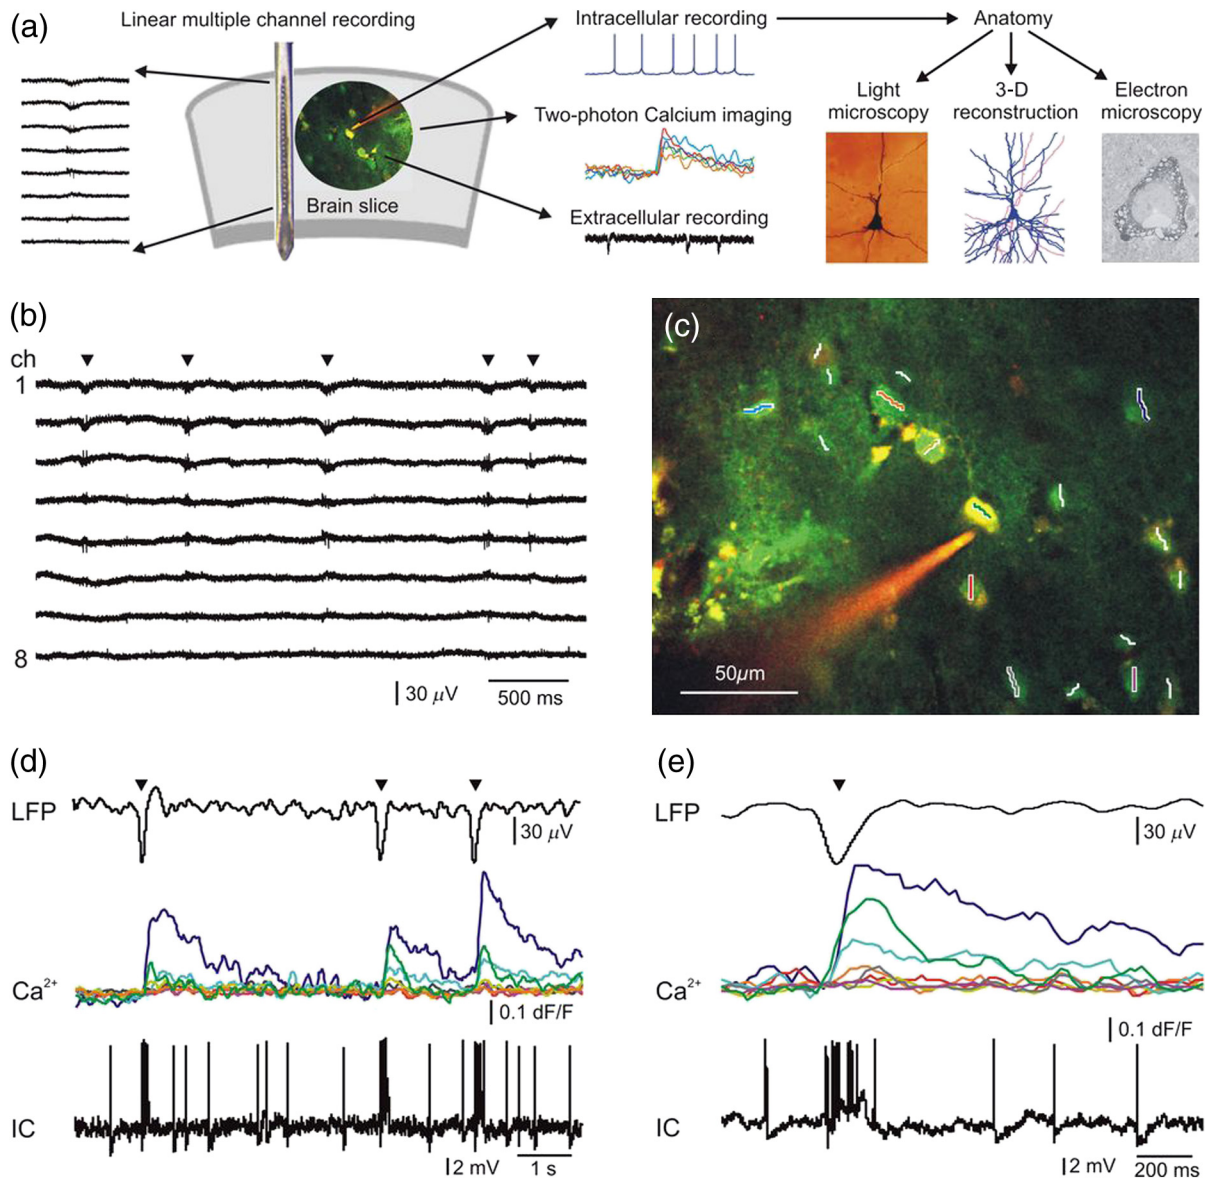 (a)
Linear multiple channel recording
Intracellular recording
Anatomy
Light
microscopy
3-D
reconstruction
Electron
microscopy
Two-photon Calcium imaging
Brain slice
Extracellular recording
(b)
ch
1
8
30 μV
500 ms
(c)
50μm
(d)
LFP
30 μV
Ca²⁺
0.1 dF/F
IC
2 mV
1 s
(e)
LFP
30 μV
Ca²⁺
0.1 dF/F
IC
2 mV
200 ms